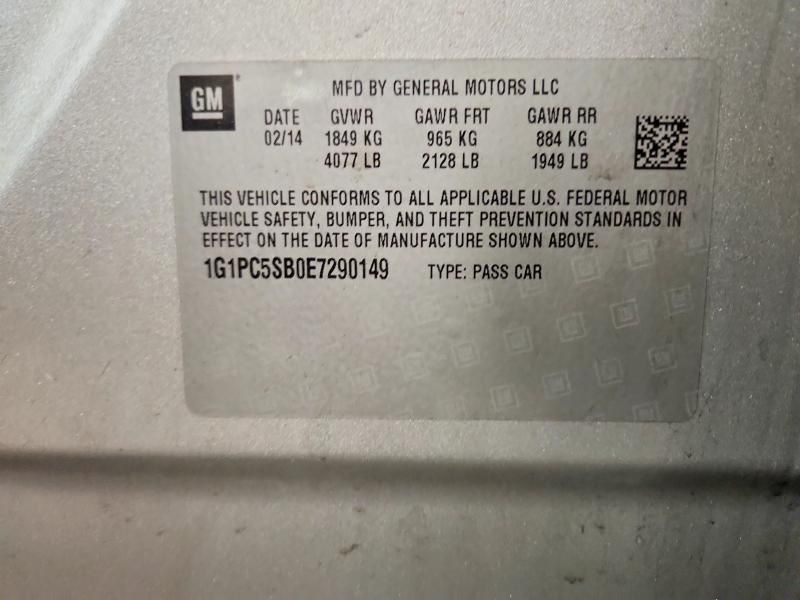 GM
MFD BY GENERAL MOTORS LLC
DATE GVWR GAWR FRT GAWR RR
02/14 1849 KG 965 KG 884 KG
4077 LB 2128 LB 1949 LB
THIS VEHICLE CONFORMS TO ALL APPLICABLE U.S. FEDERAL MOTOR
VEHICLE SAFETY, BUMPER, AND THEFT PREVENTION STANDARDS IN
EFFECT ON THE DATE OF MANUFACTURE SHOWN ABOVE.
1G1PC5SB0E7290149 TYPE: PASS CAR